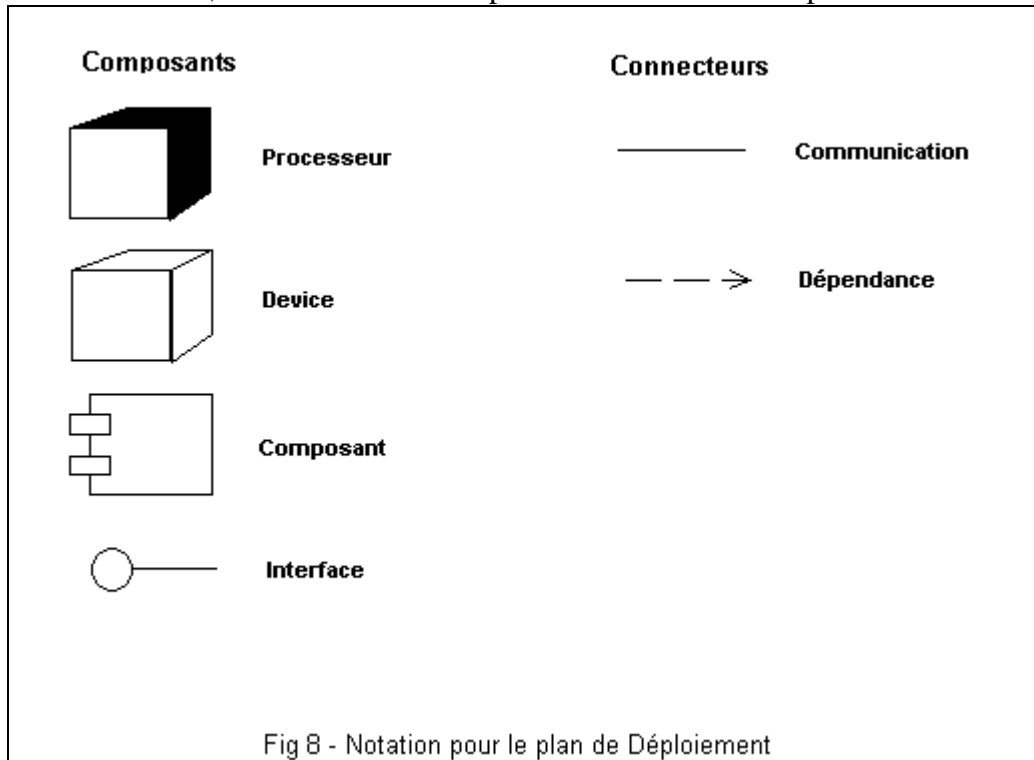 Composants
Connecteurs
Processeur
Communication
Device
Dépendance
Composant
Interface
Fig 8 - Notation pour le plan de Déploiement